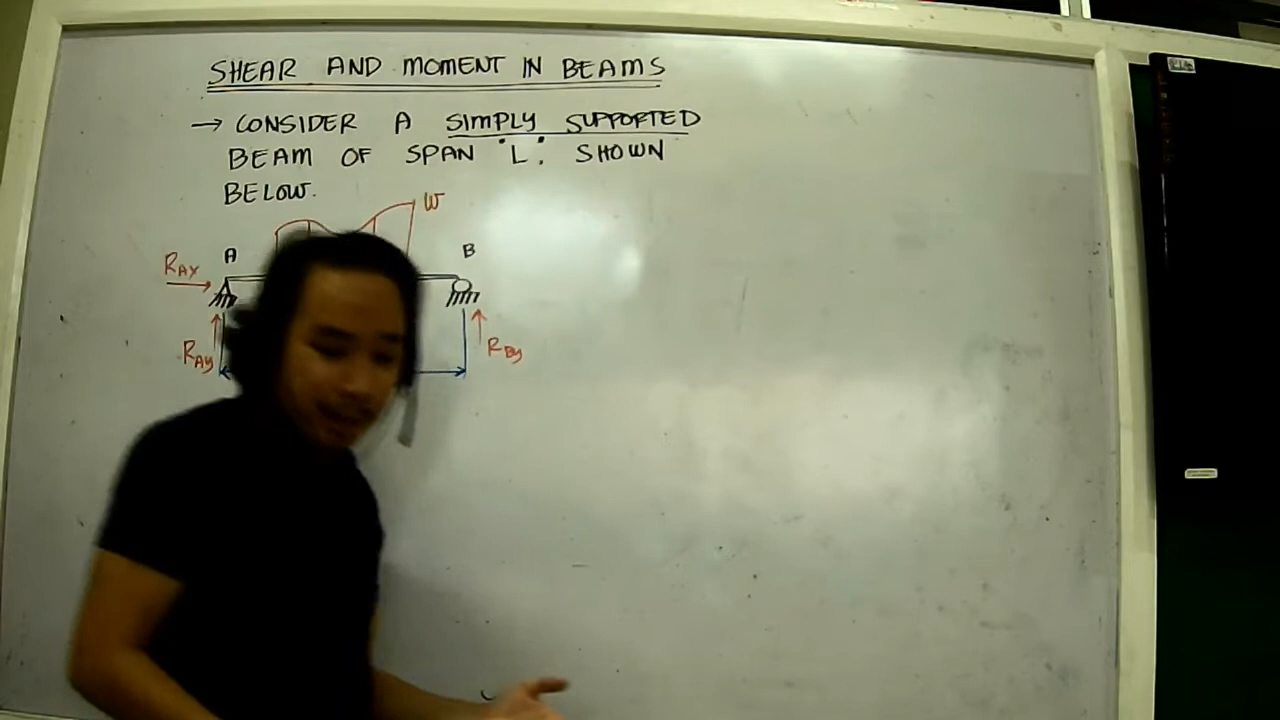 SHEAR AND MOMENT IN BEAMS
→ CONSIDER A SIMPLY SUPPORTED
BEAM OF SPAN "L": SHOWN
BELOW.
W
A
B
RAX
RAy
RBy